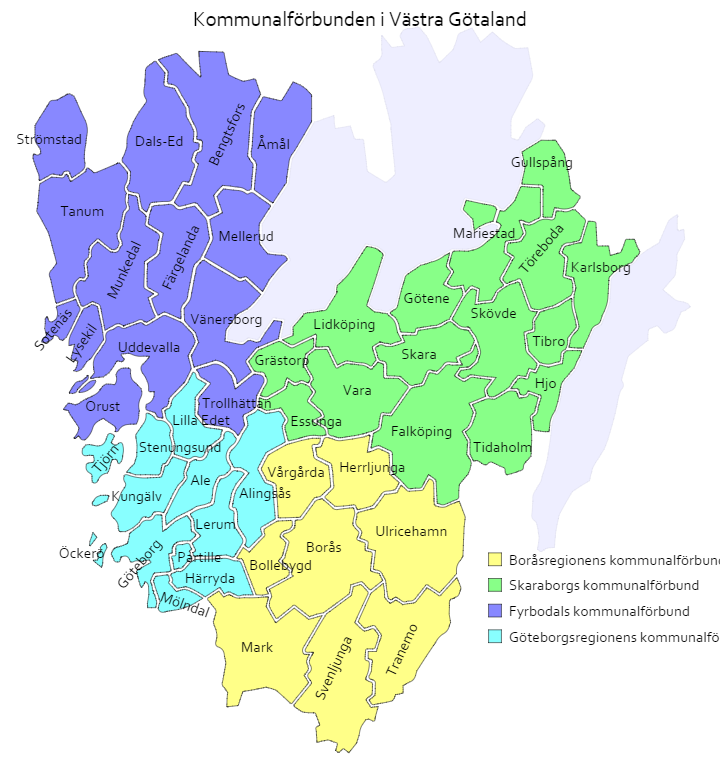 Kommunalförbunden i Västra Götaland
Strömstad
Dals-Ed
Bengtsfors
Åmål
Gullspång
Tanum
Munkedal
Färgelanda
Mellerud
Mariestad
Töreboda
Karlsborg
Sotenäs
Lysekil
Uddevalla
Vänersborg
Lidköping
Götene
Skövde
Tibro
Grästorp
Skara
Hjo
Orust
Trollhättan
Vara
Lilla Edet
Essunga
Falköping
Tidaholm
Tjörn
Stenungsund
Kungälv
Ale
Alingsås
Vårgårda
Herrljunga
Öckerö
Göteborg
Lerum
Partille
Härryda
Mölndal
Bollebygd
Borås
Ulricehamn
Mark
Svenljunga
Tranemo
Boråsregionens kommunalförbun
Skaraborgs kommunalförbund
Fyrbodals kommunalförbund
Göteborgsregionens kommunalfö